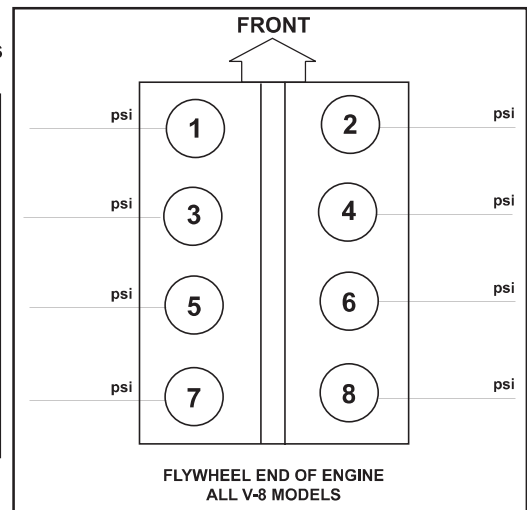 FRONT
s
psi 1 2 psi
psi 3 4 psi
psi 5 6 psi
psi 7 8 psi
FLYWHEEL END OF ENGINE
ALL V-8 MODELS